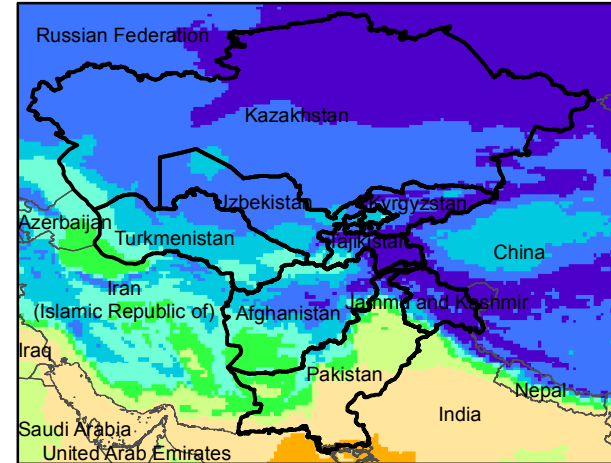 Russian Federation
Kazakhstan
Uzbekistan
Kyrgyzstan
Azerbaijan
Turkmenistan
Tajikistan
China
Iran
(Islamic Republic of)
Afghanistan
Jammu and Kashmir
Iraq
Pakistan
Nepal
India
Saudi Arabia
United Arab Emirates